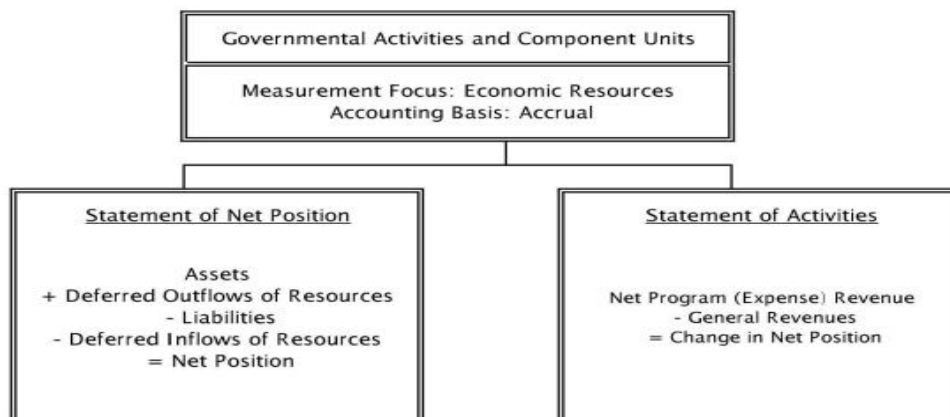 Governmental Activities and Component Units
Measurement Focus: Economic Resources
Accounting Basis: Accrual
Statement of Net Position
Assets
+ Deferred Outflows of Resources
- Liabilities
- Deferred Inflows of Resources
= Net Position
Statement of Activities
Net Program (Expense) Revenue
- General Revenues
= Change in Net Position